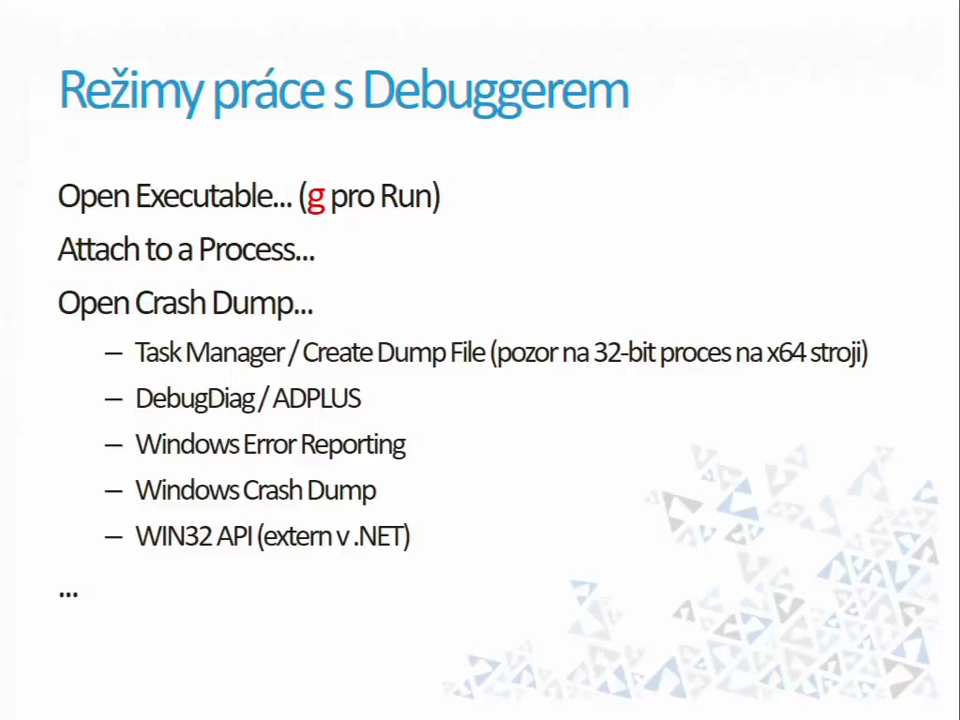 Režimy práce s Debuggerem
Open Executable... (g pro Run)
Attach to a Process...
Open Crash Dump...
– Task Manager / Create Dump File (pozor na 32-bit proces na x64 stroji)
– DebugDiag / ADPLUS
– Windows Error Reporting
– Windows Crash Dump
– WIN32 API (extern v .NET)
...